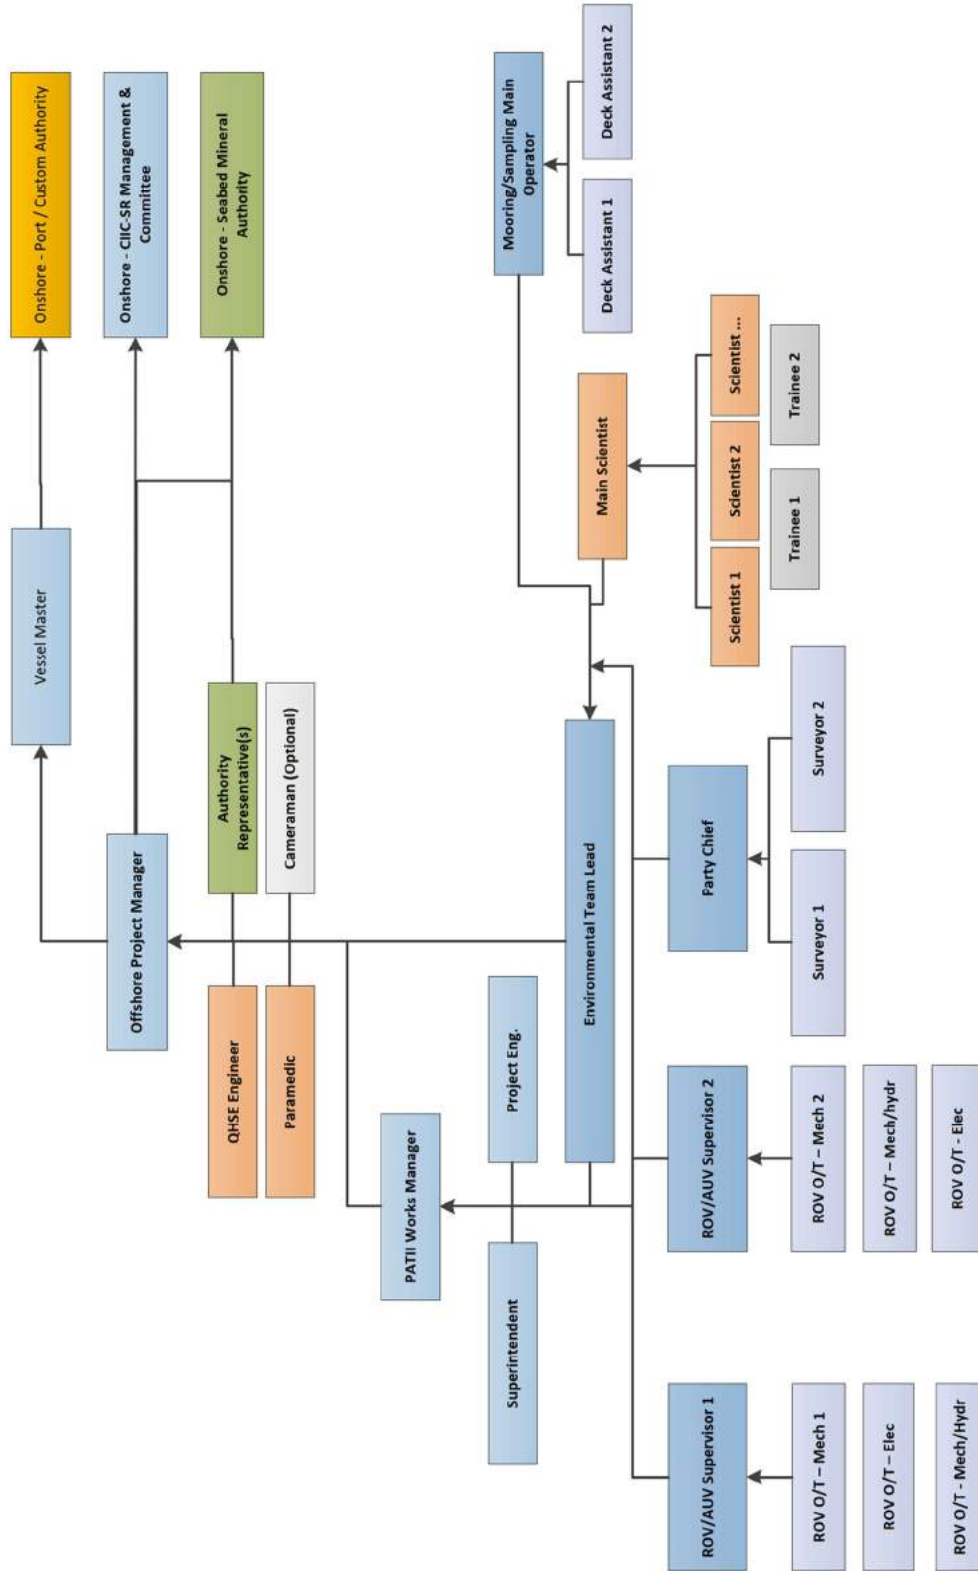 Onshore - Port / Custom Authority
Vessel Master
Onshore - CIIC-SR Management &
Committee
Offshore Project Manager
Onshore - Seabed Mineral
Authority
QHSE Engineer
Authority
Representative(s)
Paramedic
Cameraman (Optional)
PATII Works Manager
Superintendent
Project Eng.
Mooring/Sampling Main
Operator
Environmental Team Lead
Deck Assistant 1
Deck Assistant 2
Main Scientist
ROV/AUV Supervisor 1
ROV/AUV Supervisor 2
Party Chief
Scientist 1
Scientist 2
Scientist ...
Trainee 1
Trainee 2
ROV O/T – Mech 1
ROV O/T – Mech 2
Surveyor 1
Surveyor 2
ROV O/T – Elec
ROV O/T – Mech/hydr
ROV O/T - Mech/Hydr
ROV O/T - Elec